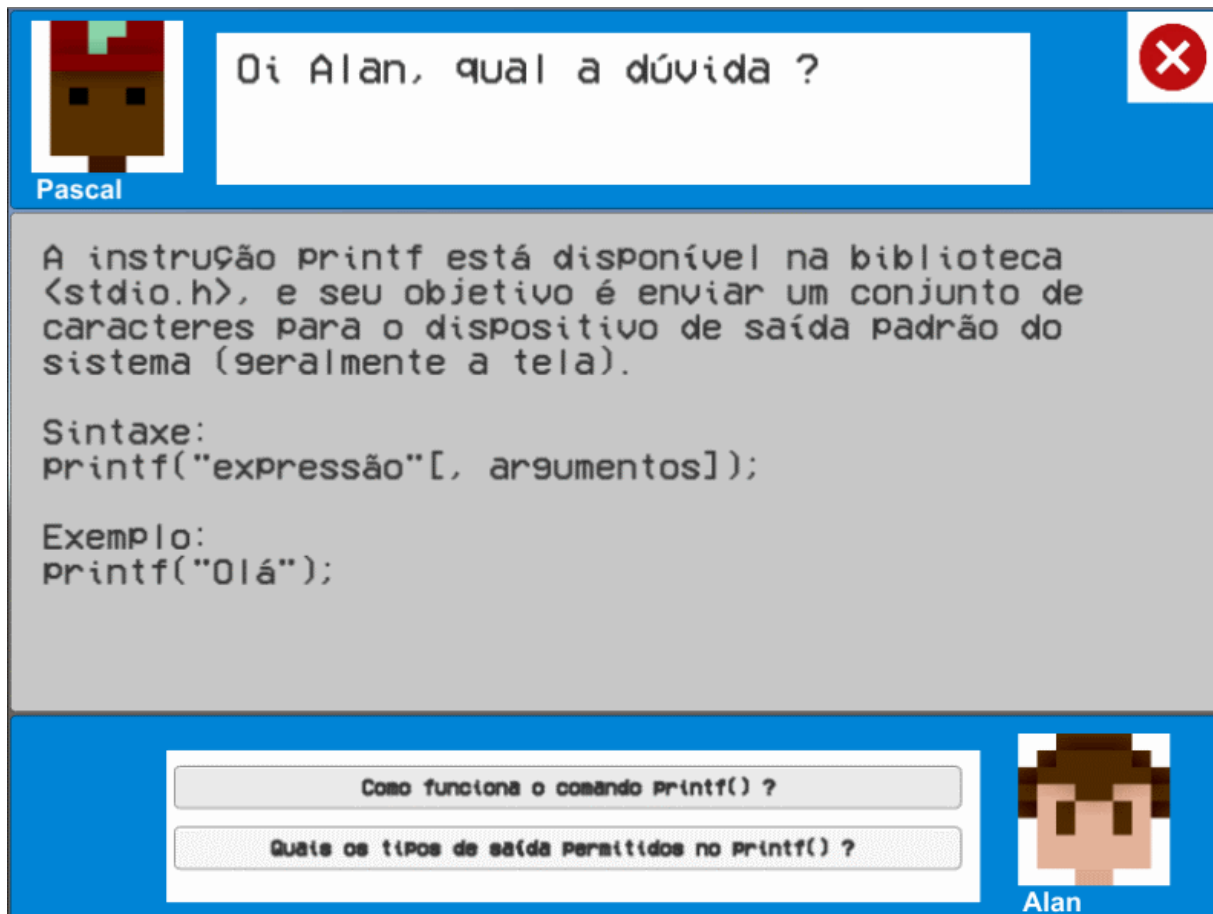 Oi Alan, qual a dúvida ?
Pascal
A instrução printf está disponível na biblioteca
<stdio.h>, e seu objetivo é enviar um conjunto de
caracteres para o dispositivo de saída padrão do
sistema (geralmente a tela).
Sintaxe:
printf("expressão"[, argumentos]);
Exemplo:
printf("Olá");
Como funciona o comando printf() ?
Quais os tipos de saída permitidos no printf() ?
Alan